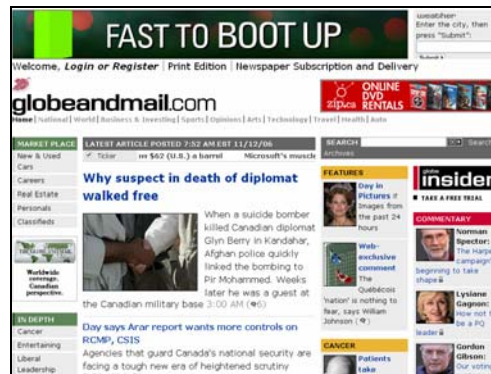 FAST TO BOOT UP
weather
Enter the city, then
press "Submit":
Welcome, Login or Register | Print Edition | Newspaper Subscription and Delivery
globeandmail.com
zip.ca
ONLINE
DVD
RENTALS
Home | National | World | Business & Investing | Sports | Opinions | Arts | Technology | Travel | Health | Auto
MARKET PLACE
New & Used
Cars
Careers
Real Estate
Personals
Classifieds
Worldwide
coverage.
Canadian
perspective.
IN DEPTH
Cancer
Entertaining
Liberal
Leadership
LATEST ARTICLE POSTED 7:52 AM EST 11/12/06
Ticker
$62 (U.S.) a barrel Microsoft's muscle
Why suspect in death of diplomat
walked free
When a suicide bomber
killed Canadian diplomat
Glyn Berry in Kandahar,
Afghan police quickly
linked the bombing to
Pir Mohammed. Weeks
later he was a guest at
the Canadian military base 3:00 AM
Day says Arar report wants more controls on
RCMP, CSIS
Agencies that guard Canada's national security are
facing a tough new era of heightened scrutiny
SEARCH
Search
Archives
FEATURES
Day in
Pictures
Images
from the past 24
hours
Web-
exclusive
comment
The
Québécois
'nation' is nothing to
fear, says William
Johnson
CANCER
Patients
take
globe
insider
TAKE A FREE TRIAL
COMMENTARY
Norman
Spector:
The Harper
campaign's
beginning to take
shape
Lysiane
Gagnon:
How not to
be a PQ
leader
Gordon
Gibson:
Our voting